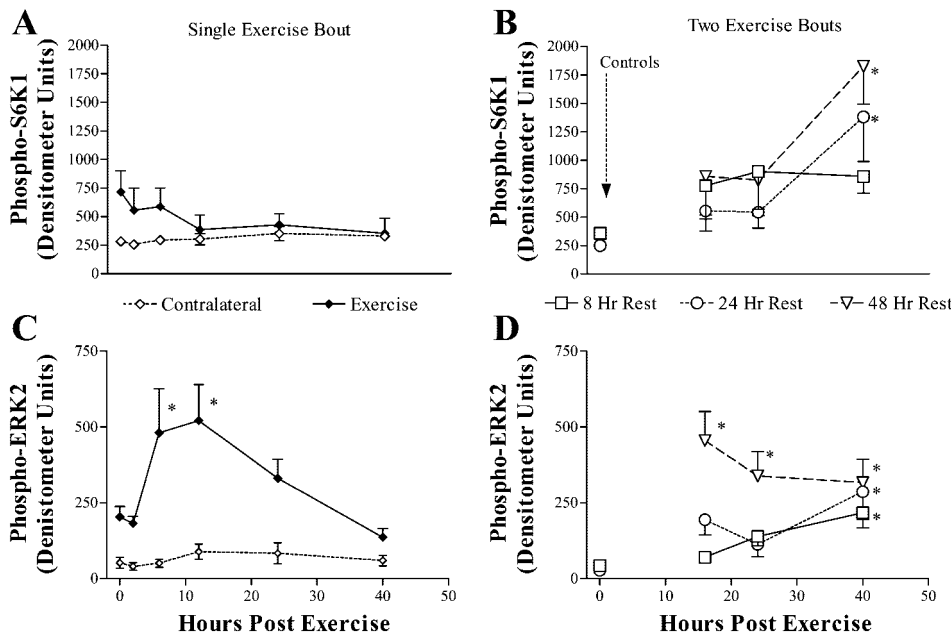 A
Single Exercise Bout
Phospho-S6K1
(Densitometer Units)
2000
1750
1500
1250
1000
750
500
250
0
B
Two Exercise Bouts
Phospho-S6K1
(Denistometer Units)
2000
1750
1500
1250
1000
750
500
250
0
Controls
*
*
Contralateral
Exercise
8 Hr Rest
24 Hr Rest
48 Hr Rest
C
Phospho-ERK2
(Denistometer Units)
750
500
250
0
*
*
0
10
20
30
40
50
Hours Post Exercise
D
Phospho-ERK2
(Densitometer Units)
750
500
250
0
*
*
*
*
*
0
10
20
30
40
50
Hours Post Exercise